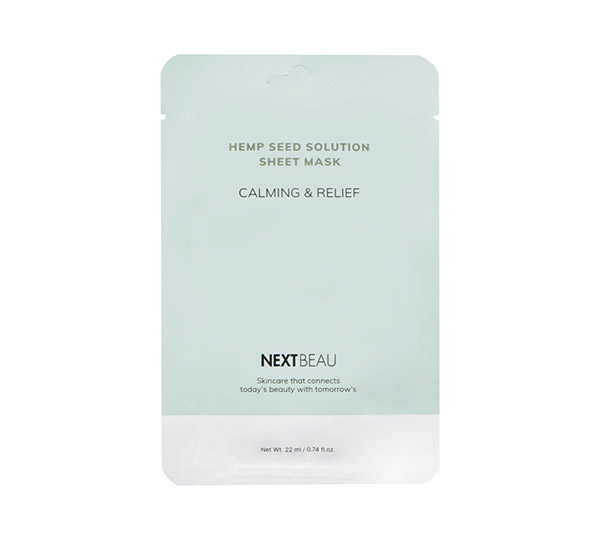 HEMP SEED SOLUTION
SHEET MASK
CALMING & RELIEF
NEXTBEAU
Skincare that connects
today's beauty with tomorrow's
Net Wt. 22 ml / 0.74 fl.oz.